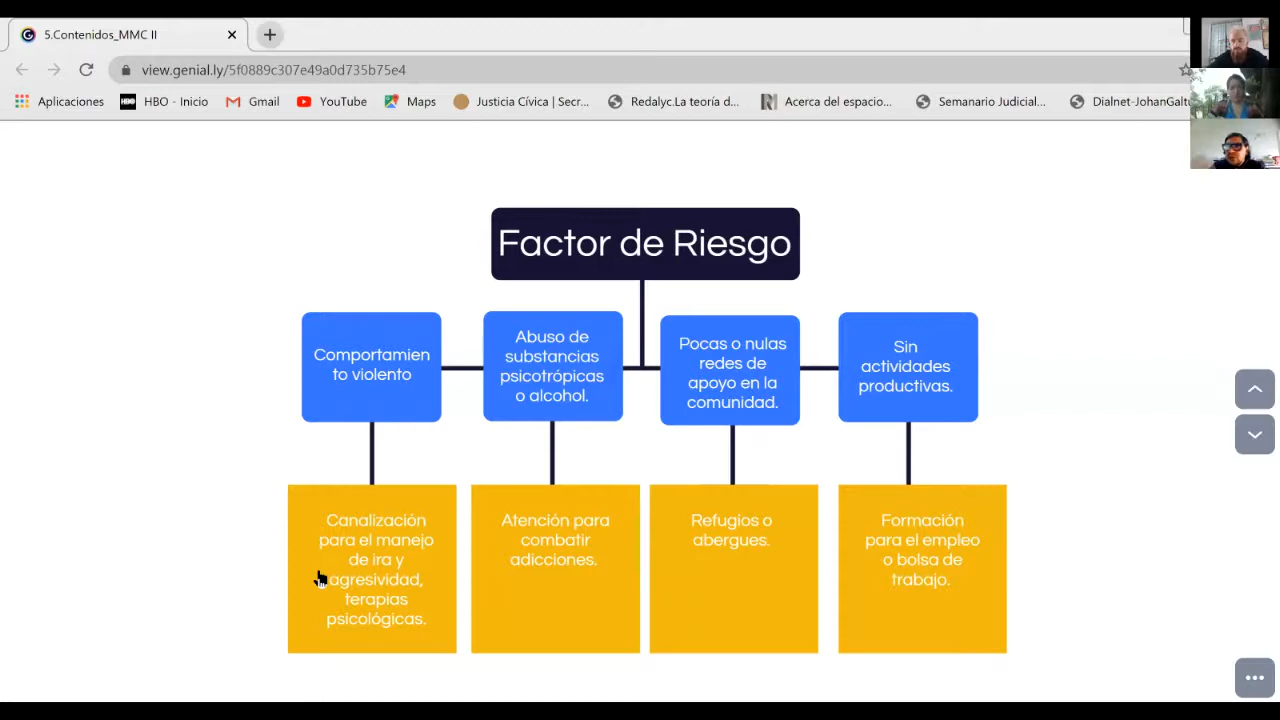 5.Contenidos_MMC II
view.genial.ly/5f0889c307e49a0d735b75e4
Aplicaciones
HBO HBO - Inicio
Gmail
YouTube
Maps
Justicia Cívica | Secr...
Redalyc.La teoría d...
Acerca del espacio...
Semanario Judicial...
Dialnet-JohanGaltu
Factor de Riesgo
Comportamien
to violento
Abuso de
substancias
psicotrópicas
o alcohol.
Pocas o nulas
redes de
apoyo en la
comunidad.
Sin
actividades
productivas.
Canalización
para el manejo
de ira y
agresividad,
terapias
psicológicas.
Atención para
combatir
adicciones.
Refugios o
abergues.
Formación
para el empleo
o bolsa de
trabajo.